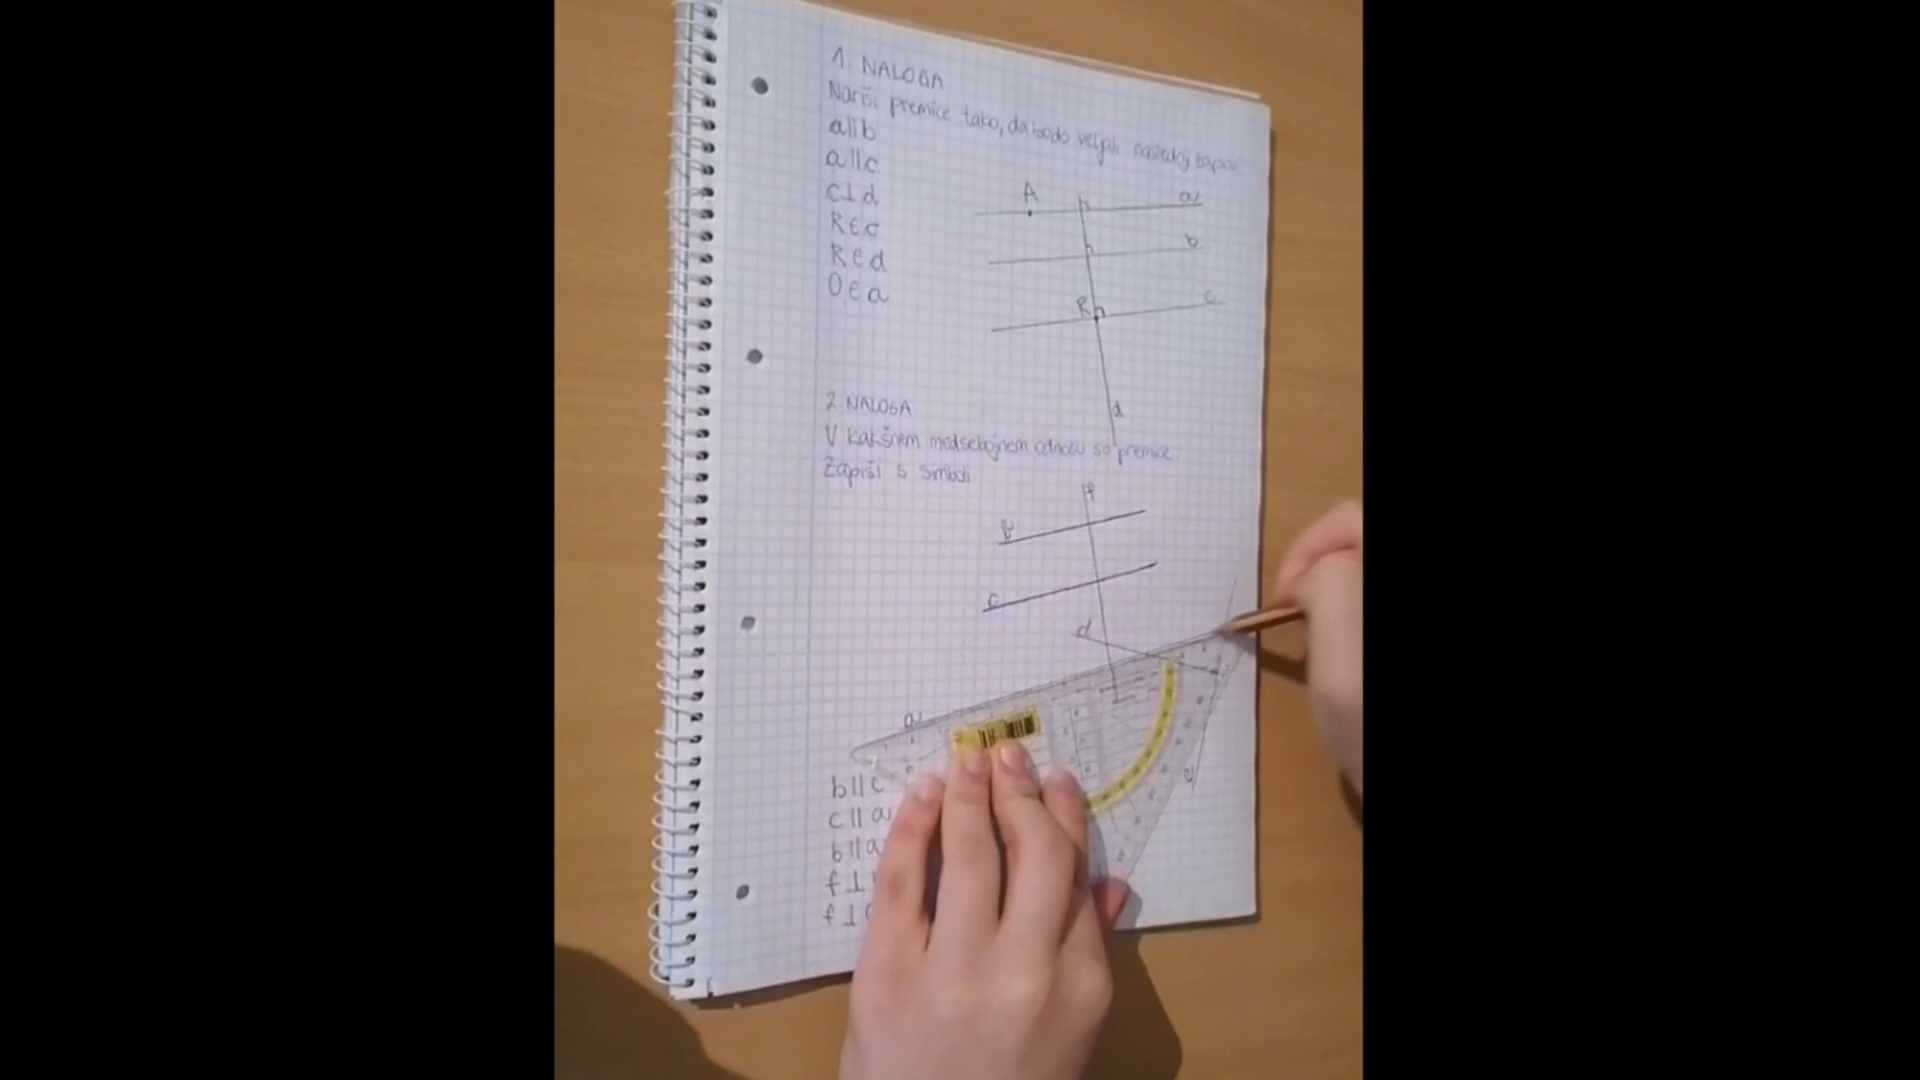 1. NALOGA
Nariši premice tako, da bodo veljali naslednji zapisi
a||b
a||c
c⊥d
R∈c
R∈d
O∈a
A
a
b
R
c
d
2 NALOGA
V kakšnem medsebojnem odnosu so premice
Zapiši s simboli
f
b
c
d
a
e
b||c
c||a
b||a
f⊥
f⊥